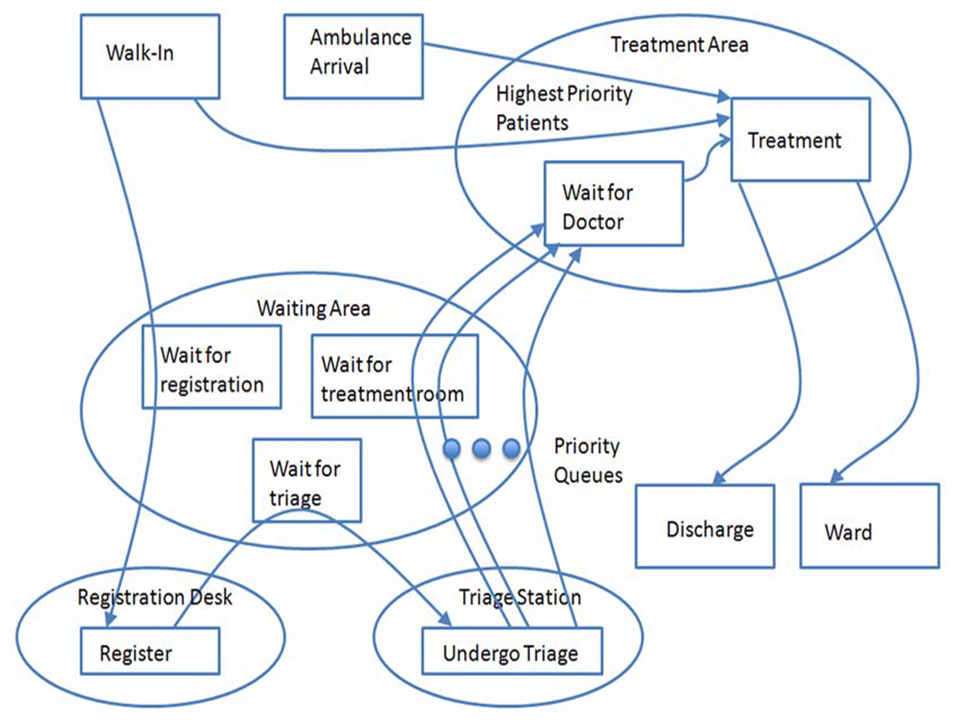 Walk-In
Ambulance
Arrival
Treatment Area
Highest Priority
Patients
Treatment
Wait for
Doctor
Waiting Area
Wait for
registration
Wait for
treatment room
Wait for
triage
Priority
Queues
Discharge
Ward
Registration Desk
Register
Triage Station
Undergo Triage